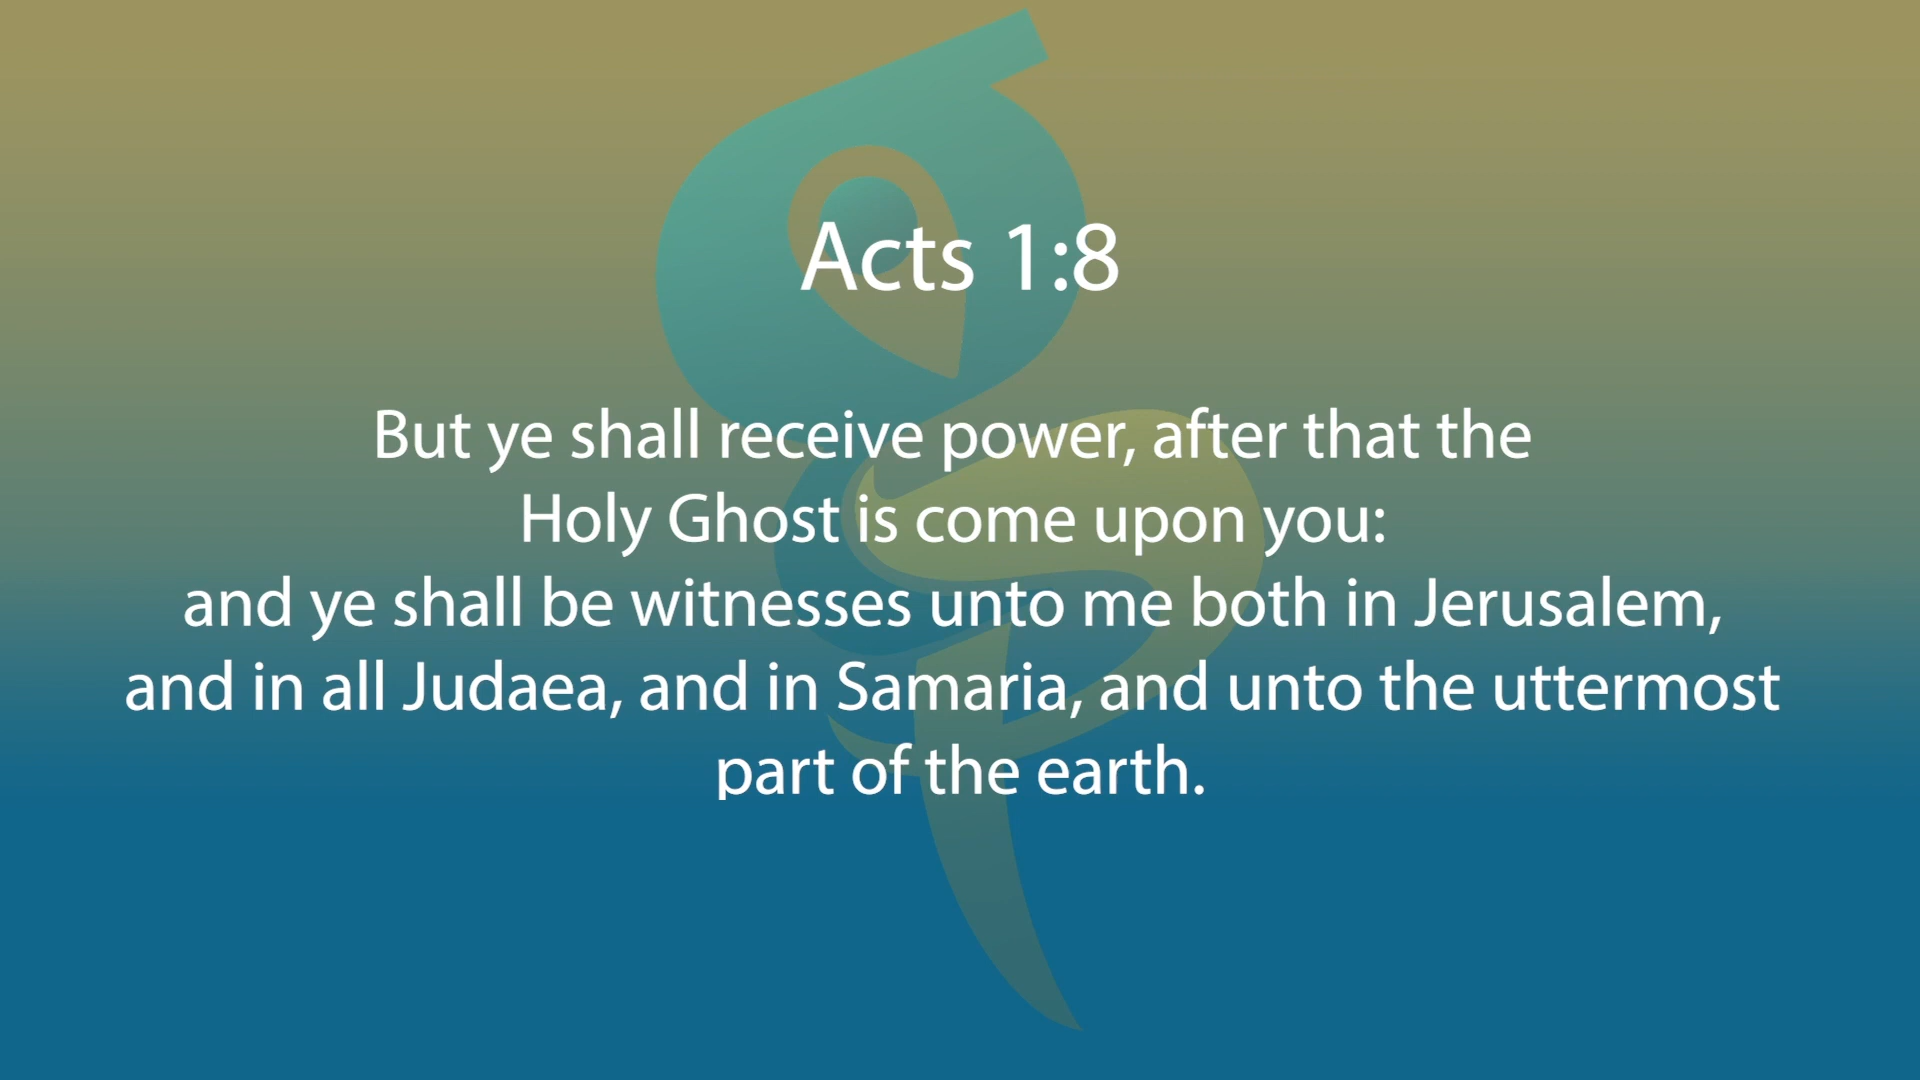 Acts 1:8
But ye shall receive power, after that the
Holy Ghost is come upon you:
and ye shall be witnesses unto me both in Jerusalem,
and in all Judaea, and in Samaria, and unto the uttermost
part of the earth.